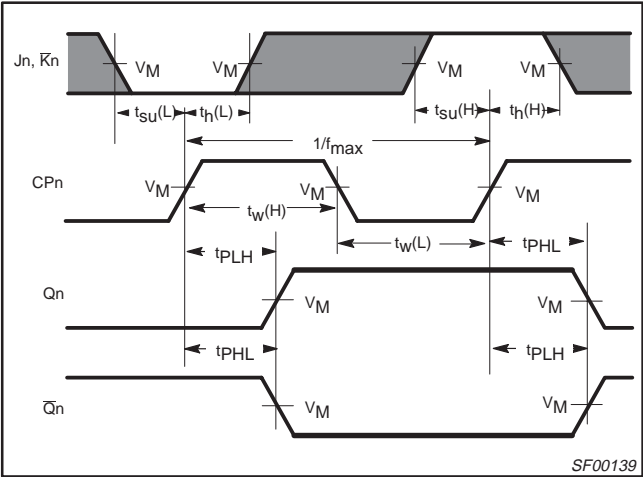 Jn, K̅n
VM VM VM VM
tsu(L) th(L) tsu(H) th(H)
1/fmax
CPn
VM VM VM
tw(H)
tw(L)
tPLH tPHL
Qn
VM VM
tPHL tPLH
Q̅n
VM VM
SF00139